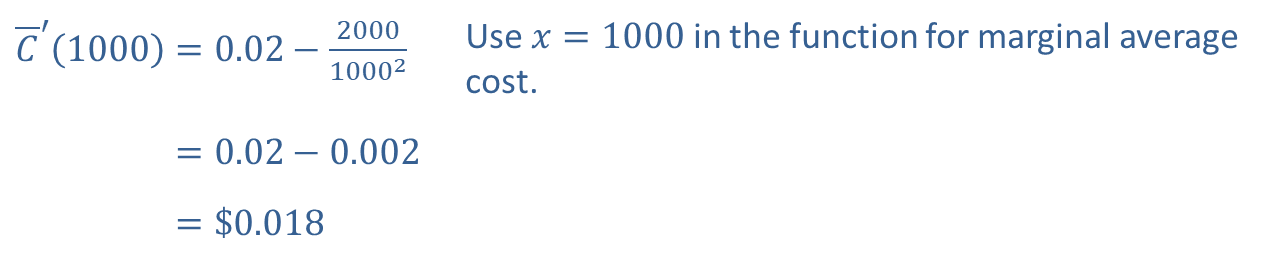 C̅′(1000) = 0.02 − 2000/1000² Use x = 1000 in the function for marginal average
cost.
= 0.02 − 0.002
= $0.018